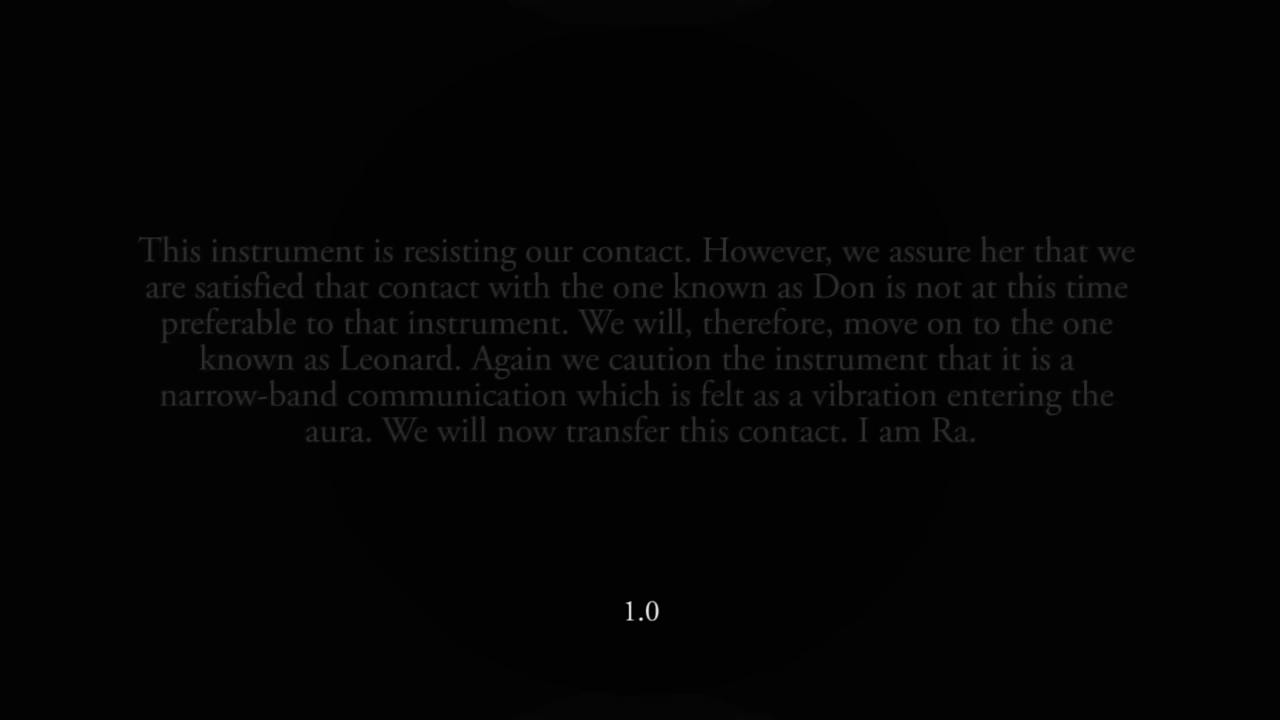 This instrument is resisting our contact. However, we assure her that we
are satisfied that contact with the one known as Don is not at this time
preferable to that instrument. We will, therefore, move on to the one
known as Leonard. Again we caution the instrument that it is a
narrow-band communication which is felt as a vibration entering the
aura. We will now transfer this contact. I am Ra.
1.0